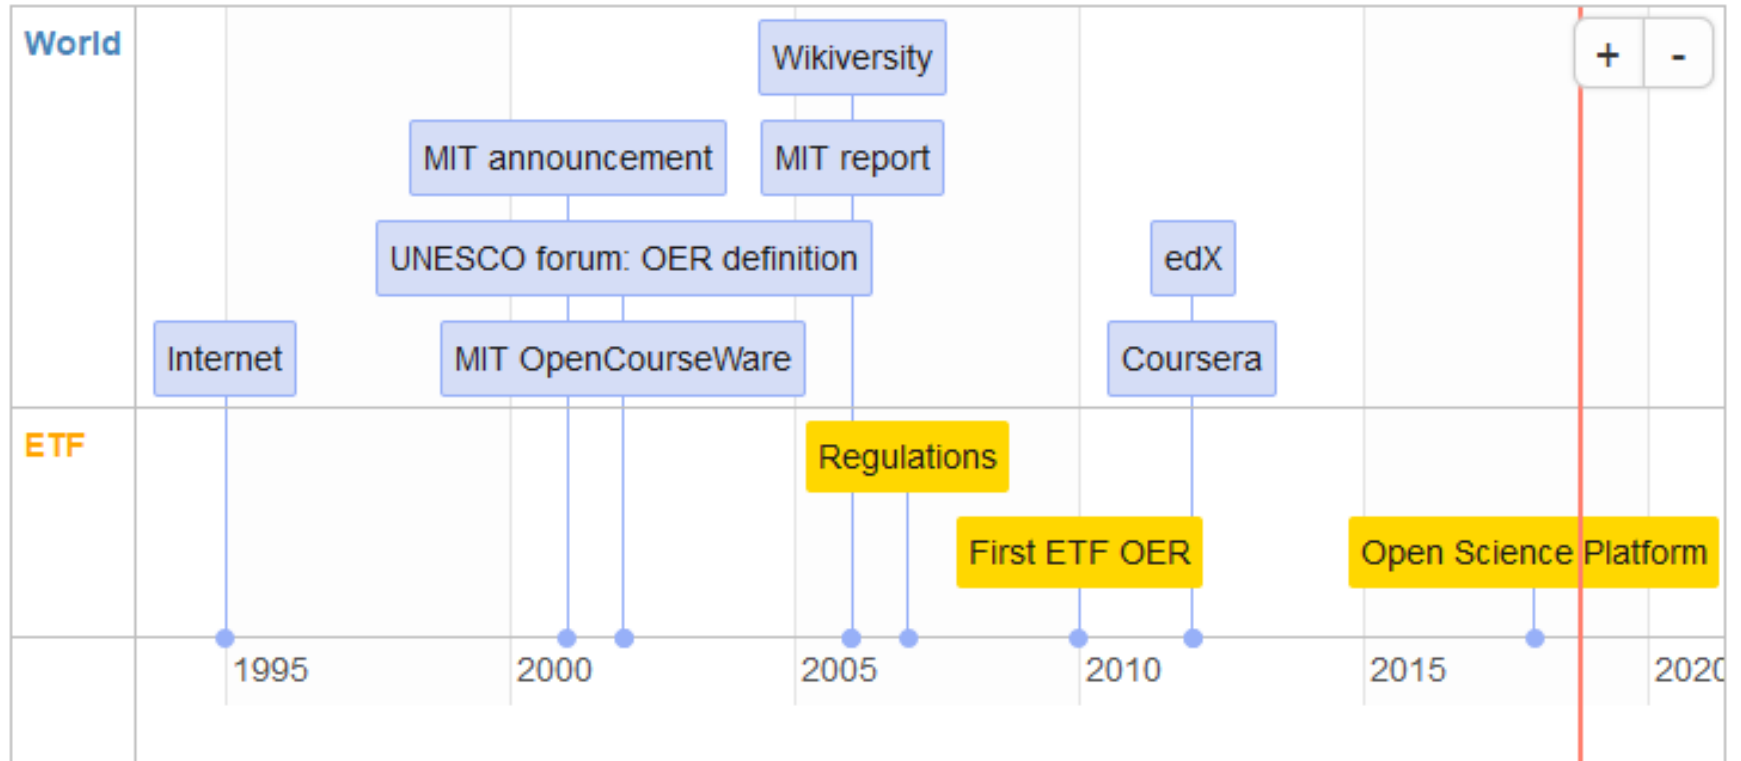 World
Wikiversity
+ -
MIT announcement
MIT report
UNESCO forum: OER definition
edX
Internet
MIT OpenCourseWare
Coursera
ETF
Regulations
First ETF OER
Open Science Platform
1995 2000 2005 2010 2015 2020